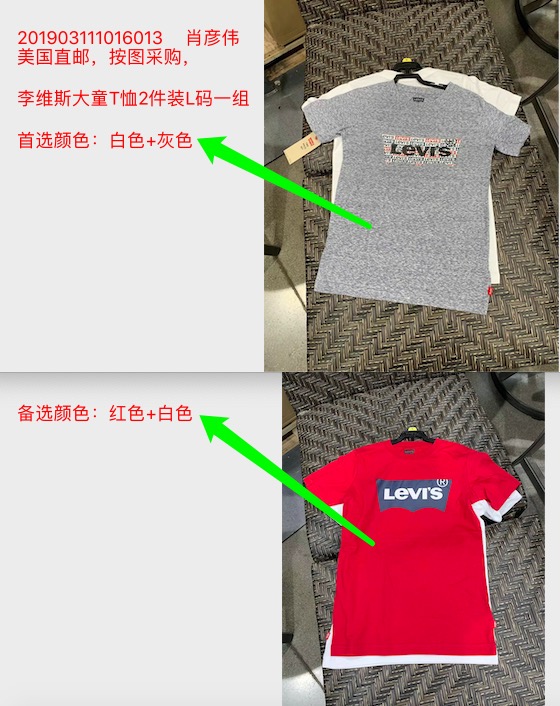 201903111016013 肖彦伟
美国直邮，按图采购，
李维斯大童T恤2件装L码一组
首选颜色：白色+灰色
Levi's
Levi's
备选颜色：红色+白色
Levi's
®